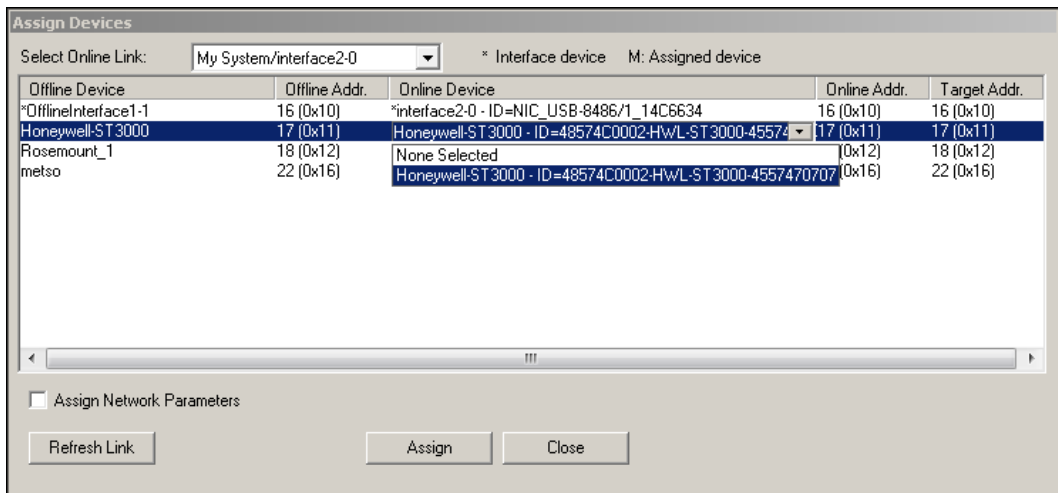 Assign Devices
Select Online Link: My System/interface2-0 * Interface device M: Assigned device
Offline Device Offline Addr. Online Device Online Addr. Target Addr.
*OfflineInterface1-1 16 (0x10) *interface2-0 - ID=NIC_USB-8486/1_14C6634 16 (0x10) 16 (0x10)
Honeywell-ST3000 17 (0x11) Honeywell-ST3000 - ID=48574C0002-HWL-ST3000-45574 17 (0x11) 17 (0x11)
Rosemount_1 18 (0x12) None Selected (0x12) 18 (0x12)
metso 22 (0x16) Honeywell-ST3000 - ID=48574C0002-HWL-ST3000-4557470707 (0x16) 22 (0x16)
Assign Network Parameters
Refresh Link Assign Close